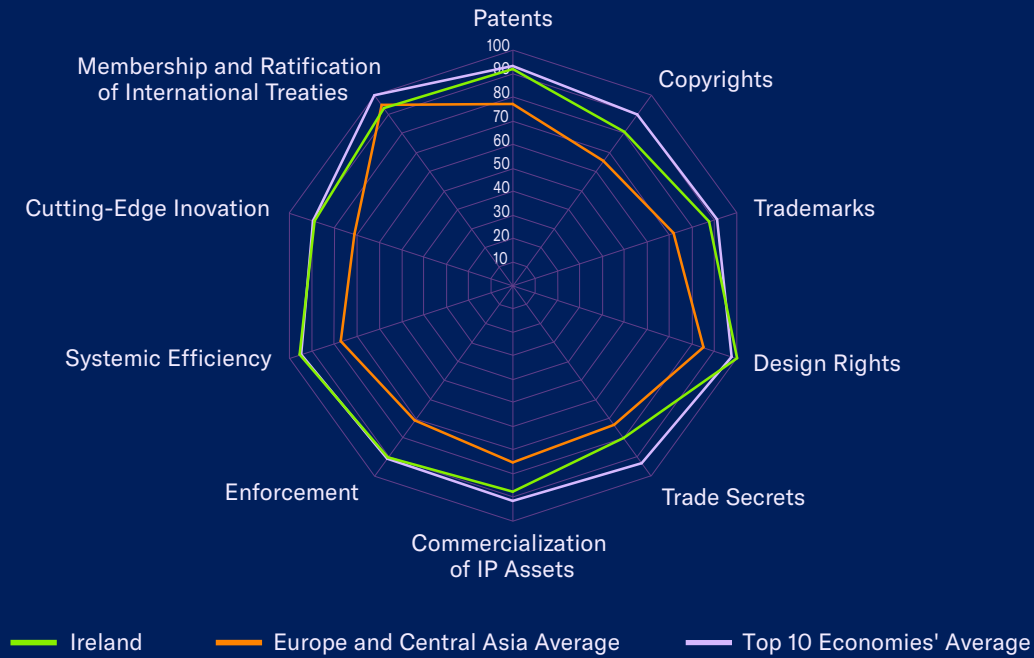 Patents
Membership and Ratification
of International Treaties
Copyrights
100
90
80
70
60
50
40
30
20
10
Cutting-Edge Inovation
Trademarks
Systemic Efficiency
Design Rights
Enforcement
Trade Secrets
Commercialization
of IP Assets
Ireland
Europe and Central Asia Average
Top 10 Economies' Average